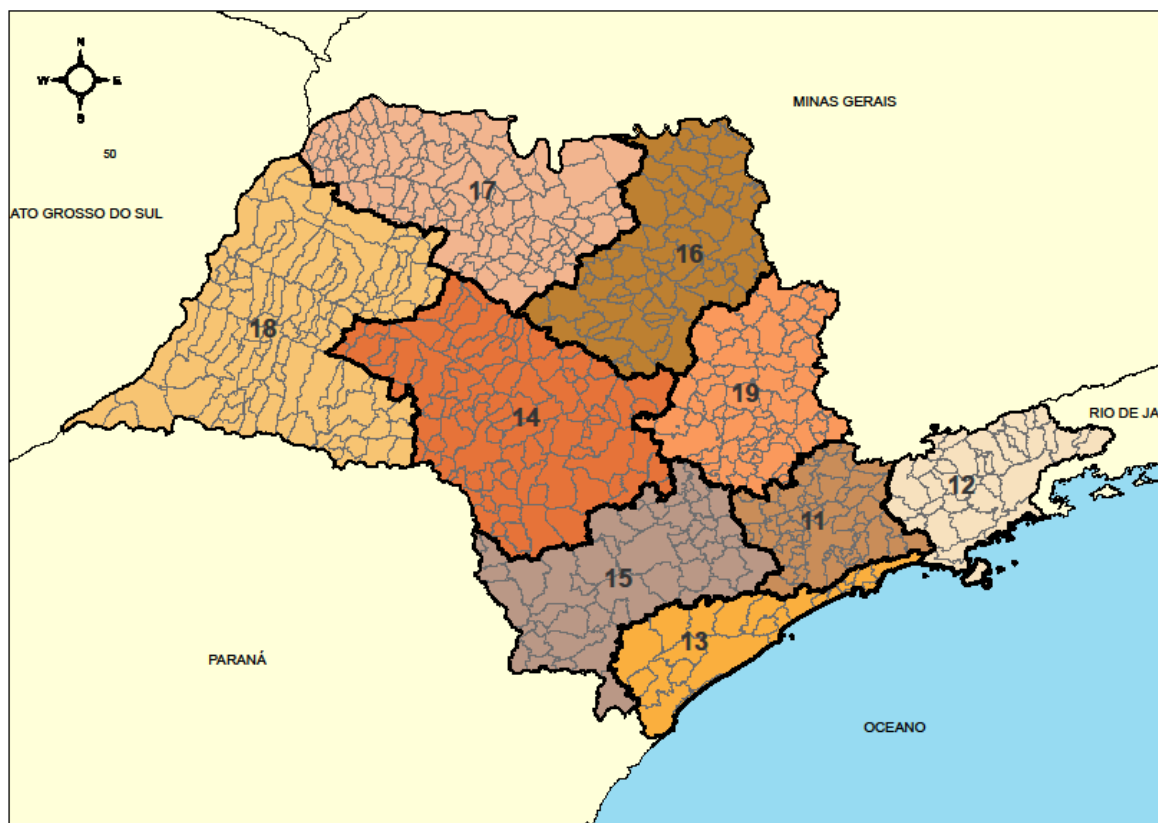 N
W E
S
MINAS GERAIS
50
17
ATO GROSSO DO SUL
16
18
19
14
RIO DE JA
12
11
15
13
PARANÁ
OCEANO